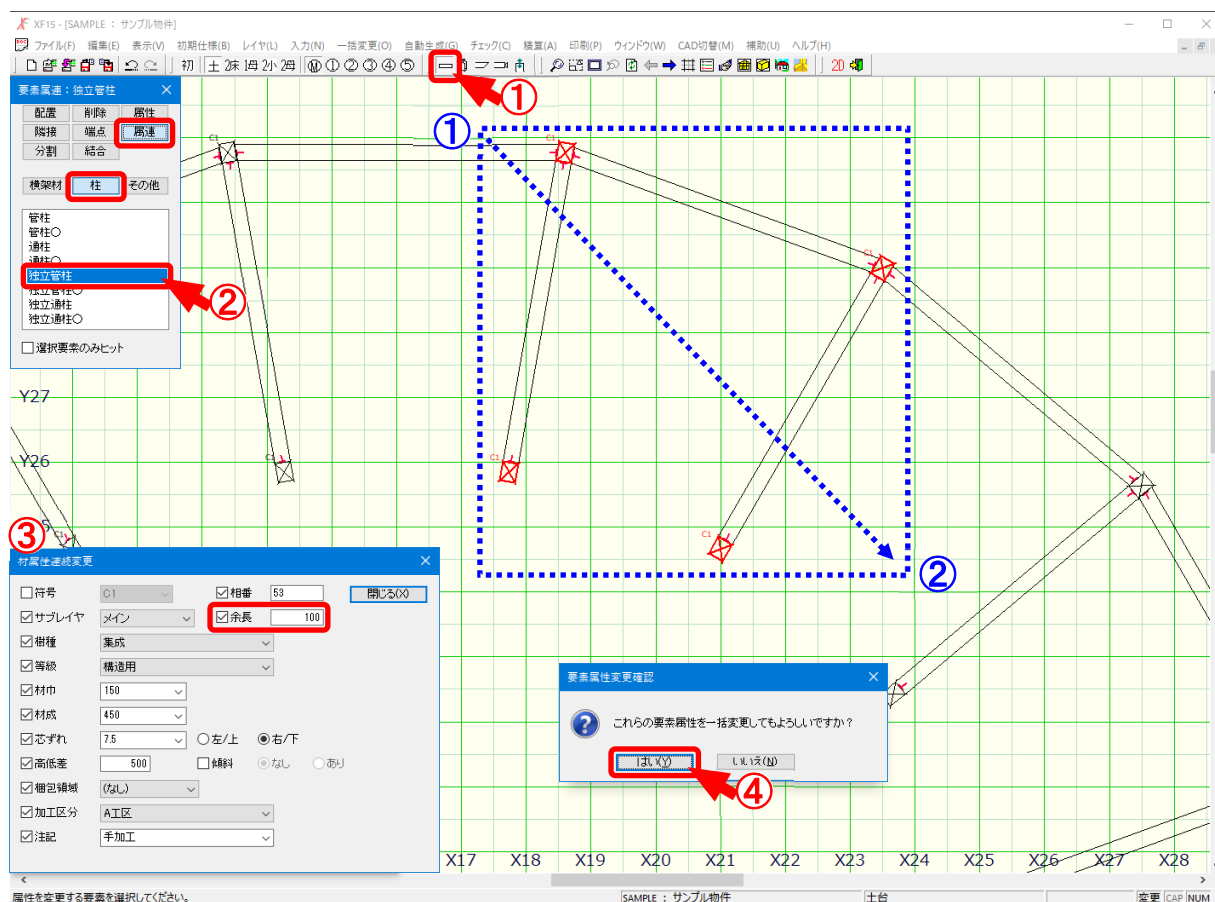 XF15 - [SAMPLE : サンプル物件]
ファイル(F) 編集(E) 表示(V) 初期仕様(B) レイヤ(L) 入力(N) 一括変更(O) 自動生成(G) チェック(C) 積算(A) 印刷(P) ウィンドウ(W) CAD切替(M) 補助(U) ヘルプ(H)
初 土 2床 1母 2小 2母 M ① ② ③ ④ ⑤ 2D
①
要素属連：独立管柱
配置 削除 属性
隣接 端点 属連
分割 結合
横架材 柱 その他
管柱
管柱○
通柱
通柱○
独立管柱
独立管柱○
独立通柱
独立通柱○
②
選択要素のみヒット
①
C1
C1
C1
C1
C1
C1
C1
②
Y27
Y26
③
材属性連続変更
符号 C1 相番 53 閉じる(X)
サブレイヤ メイン 余長 100
樹種 集成
等級 構造用
材巾 150
材成 450
芯ずれ 7.5 左/上 右/下
高低差 500 傾斜 なし あり
梱包領域 (なし)
加工区分 A工区
注記 手加工
要素属性変更確認
これらの要素属性を一括変更してもよろしいですか？
はい(Y) いいえ(N)
④
X17 X18 X19 X20 X21 X22 X23 X24 X25 X26 X27 X28
属性を変更する要素を選択してください。 SAMPLE : サンプル物件 土台 変更 CAP NUM